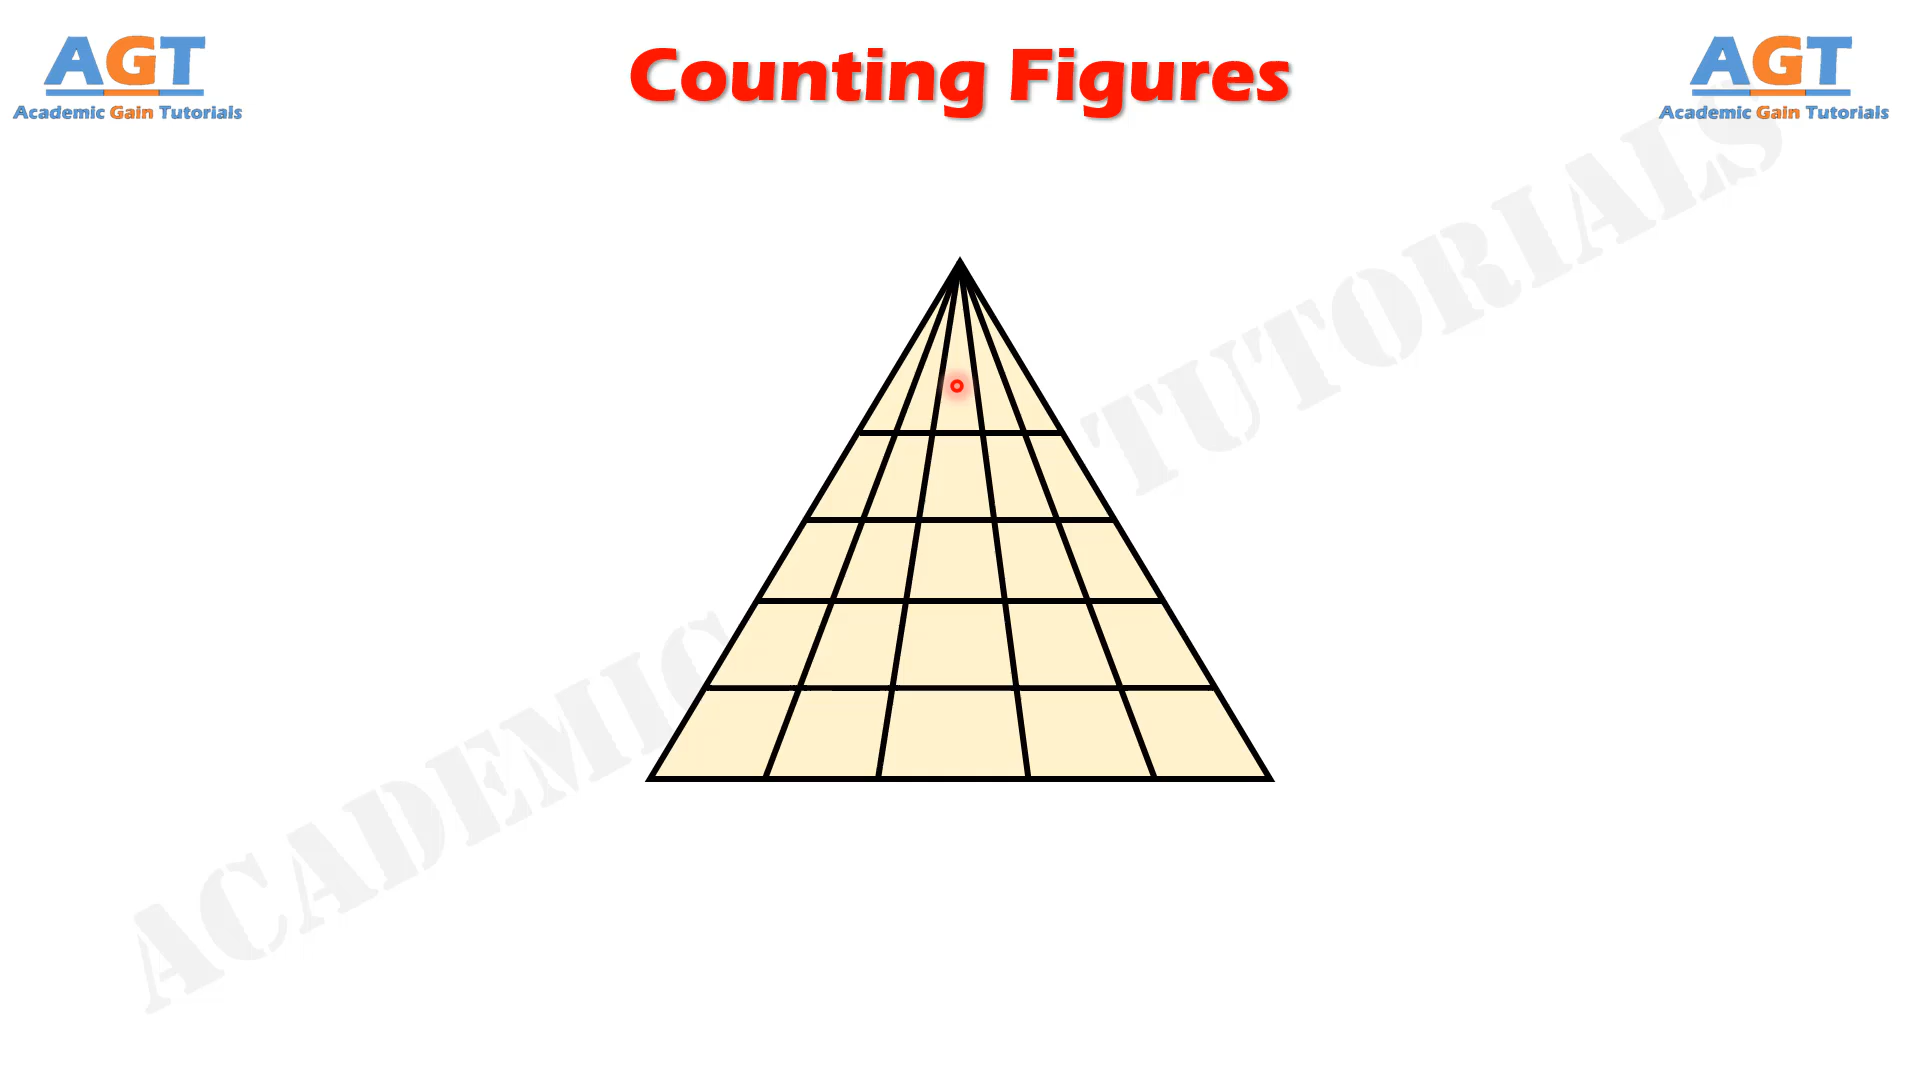 AGT
Academic Gain Tutorials
Counting Figures
AGT
Academic Gain Tutorials
ACADEMIC TUTORIALS